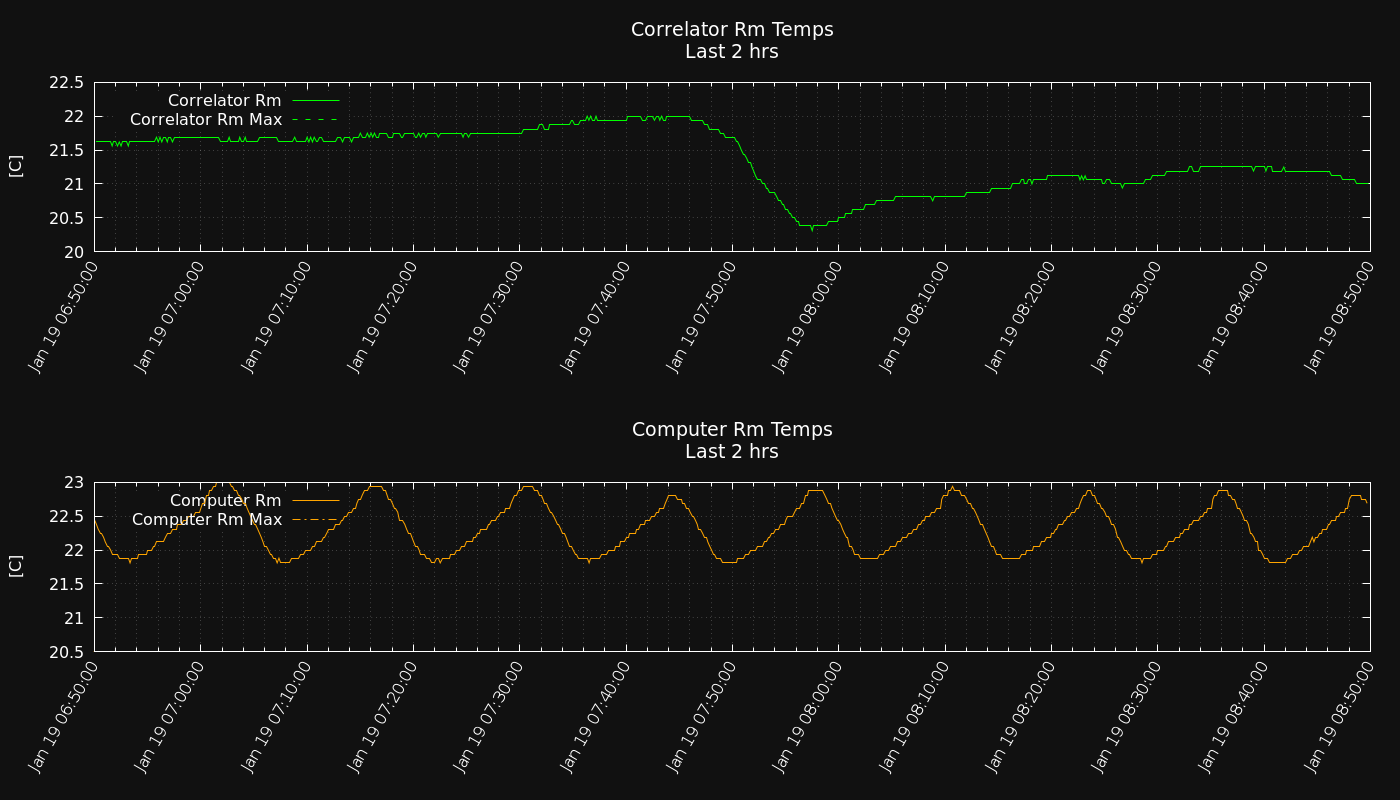 Correlator Rm Temps
Last 2 hrs
22.5
Correlator Rm
22
Correlator Rm Max
21.5
[C]
21
20.5
20
Jan 19 06:50:00
Jan 19 07:00:00
Jan 19 07:10:00
Jan 19 07:20:00
Jan 19 07:30:00
Jan 19 07:40:00
Jan 19 07:50:00
Jan 19 08:00:00
Jan 19 08:10:00
Jan 19 08:20:00
Jan 19 08:30:00
Jan 19 08:40:00
Jan 19 08:50:00
Computer Rm Temps
Last 2 hrs
23
Computer Rm
22.5
Computer Rm Max
22
[C]
21.5
21
20.5
Jan 19 06:50:00
Jan 19 07:00:00
Jan 19 07:10:00
Jan 19 07:20:00
Jan 19 07:30:00
Jan 19 07:40:00
Jan 19 07:50:00
Jan 19 08:00:00
Jan 19 08:10:00
Jan 19 08:20:00
Jan 19 08:30:00
Jan 19 08:40:00
Jan 19 08:50:00